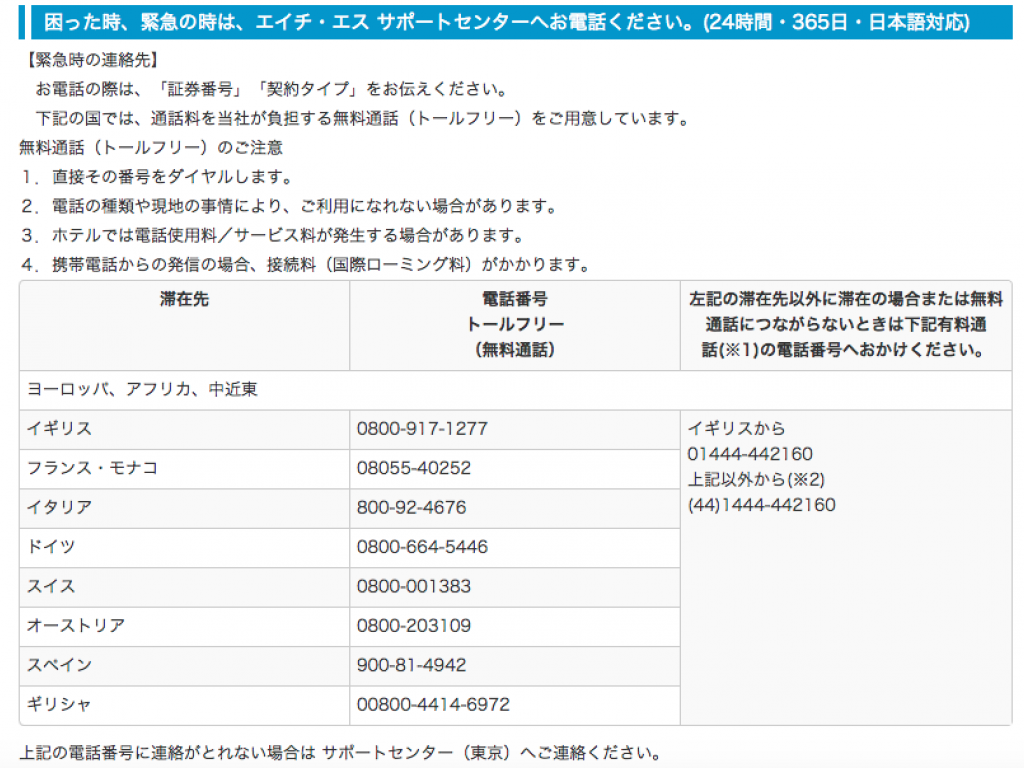 困った時、緊急の時は、エイチ・エス サポートセンターへお電話ください。(24時間・365日・日本語対応)
【緊急時の連絡先】
お電話の際は、「証券番号」「契約タイプ」をお伝えください。
下記の国では、通話料を当社が負担する無料通話（トールフリー）をご用意しています。
無料通話（トールフリー）のご注意
１．直接その番号をダイヤルします。
２．電話の種類や現地の事情により、ご利用になれない場合があります。
３．ホテルでは電話使用料／サービス料が発生する場合があります。
４．携帯電話からの発信の場合、接続料（国際ローミング料）がかかります。
滞在先
電話番号
トールフリー
（無料通話）
左記の滞在先以外に滞在の場合または無料
通話につながらないときは下記有料通
話(※1)の電話番号へおかけください。
ヨーロッパ、アフリカ、中近東
イギリス
0800-917-1277
フランス・モナコ
08055-40252
イタリア
800-92-4676
ドイツ
0800-664-5446
スイス
0800-001383
オーストリア
0800-203109
スペイン
900-81-4942
ギリシャ
00800-4414-6972
イギリスから
01444-442160
上記以外から(※2)
(44)1444-442160
上記の電話番号に連絡がとれない場合は サポートセンター（東京）へご連絡ください。